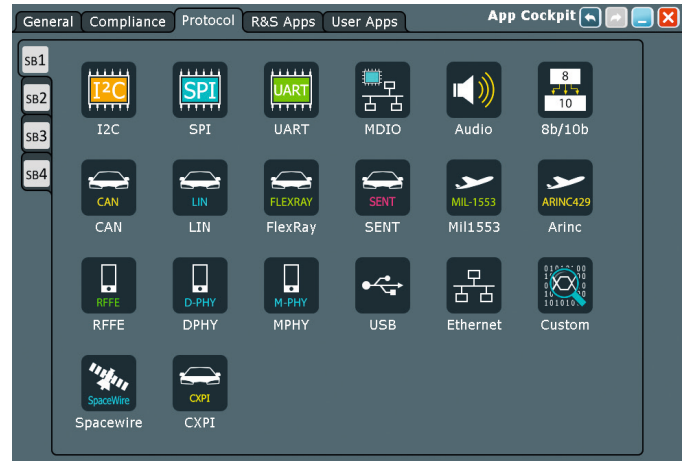 General Compliance Protocol R&S Apps User Apps App Cockpit
SB1
SB2
SB3
SB4
I²C SPI UART 8
10
I2C SPI UART MDIO Audio 8b/10b
CAN LIN FLEXRAY SENT MIL-1553 ARINC429
CAN LIN FlexRay SENT Mil1553 Arinc
RFFE D-PHY M-PHY
RFFE DPHY MPHY USB Ethernet Custom
SpaceWire CXPI
Spacewire CXPI